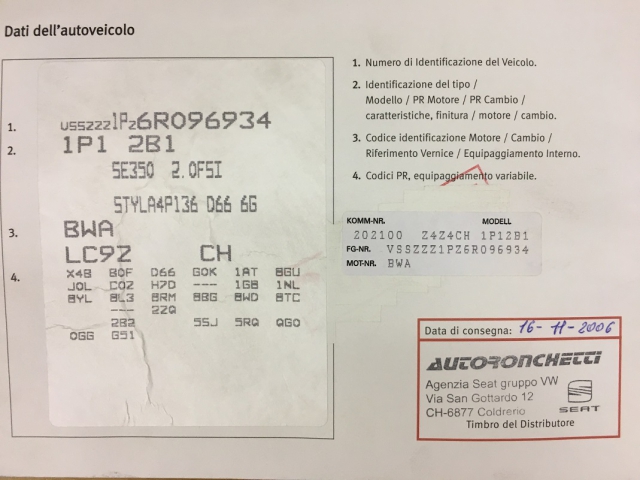 Dati dell'autoveicolo
1. VSSZZZ1PZ6R096934
2. 1P1 2B1
SE350 2.0FSI
STYLA4P136 D66 6G
3. BWA
LC9Z CH
4. X4B B0F D66 G0K 1AT 8GU
J0L C0Z H7D --- 1G8 1NL
8YL 8L3 8RM 8BG 8WD 8TC
--- 2ZQ
2B2 5SJ 5RQ QG0
0GG G51
1. Numero di Identificazione del Veicolo.
2. Identificazione del tipo /
Modello / PR Motore / PR Cambio /
caratteristiche, finitura / motore / cambio.
3. Codice identificazione Motore / Cambio /
Riferimento Vernice / Equipaggiamento Interno.
4. Codici PR, equipaggiamento variabile.
KOMM-NR. MODELL
202100 Z4Z4CH 1P12B1
FG-NR. VSSZZZ1PZ6R096934
MOT-NR. BWA
Data di consegna: 16-11-2006
AUTORONCHETTI
Agenzia Seat gruppo VW
Via San Gottardo 12
CH-6877 Coldrerio
SEAT
Timbro del Distributore